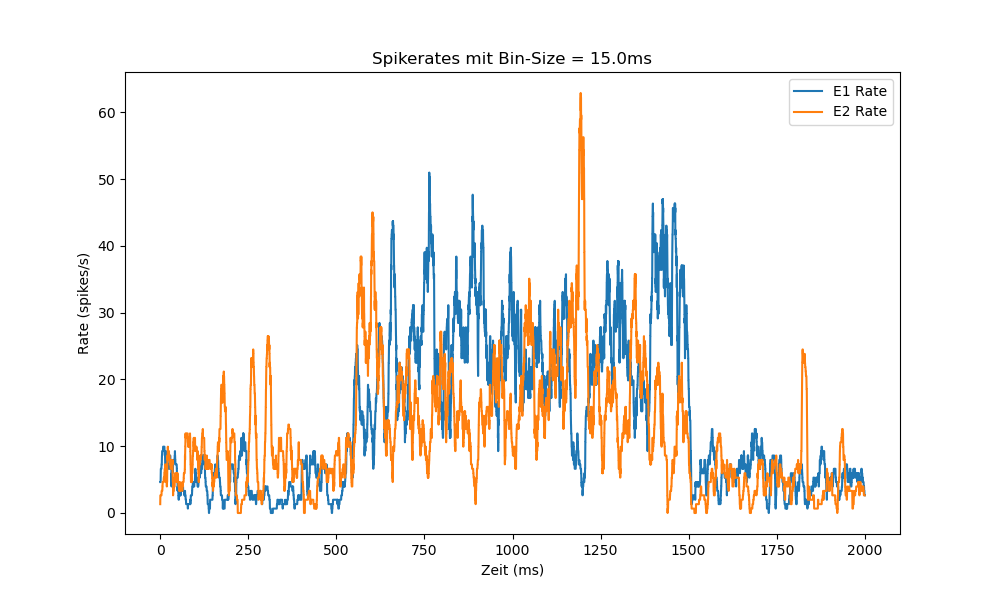 Spikerates mit Bin-Size = 15.0ms
E1 Rate
E2 Rate
Rate (spikes/s)
60
50
40
30
20
10
0
0 250 500 750 1000 1250 1500 1750 2000
Zeit (ms)